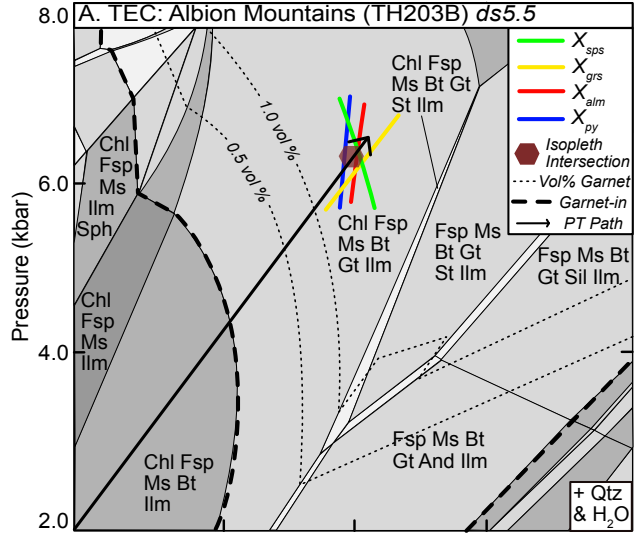 A. TEC: Albion Mountains (TH203B) ds5.5
8.0
6.0
4.0
2.0
Pressure (kbar)
Chl
Fsp
Ms
Ilm
Sph
Chl
Fsp
Ms
Ilm
Chl Fsp
Ms Bt
Ilm
0.5 vol %
1.0 vol %
Chl Fsp
Ms Bt Gt
St Ilm
Chl Fsp
Ms Bt
Gt Ilm
Fsp Ms
Bt Gt
St Ilm
Fsp Ms Bt
Gt Sil Ilm
Fsp Ms Bt
Gt And Ilm
X sps
X grs
X alm
X py
Isopleth
Intersection
Vol% Garnet
Garnet-in
PT Path
+ Qtz
& H₂O